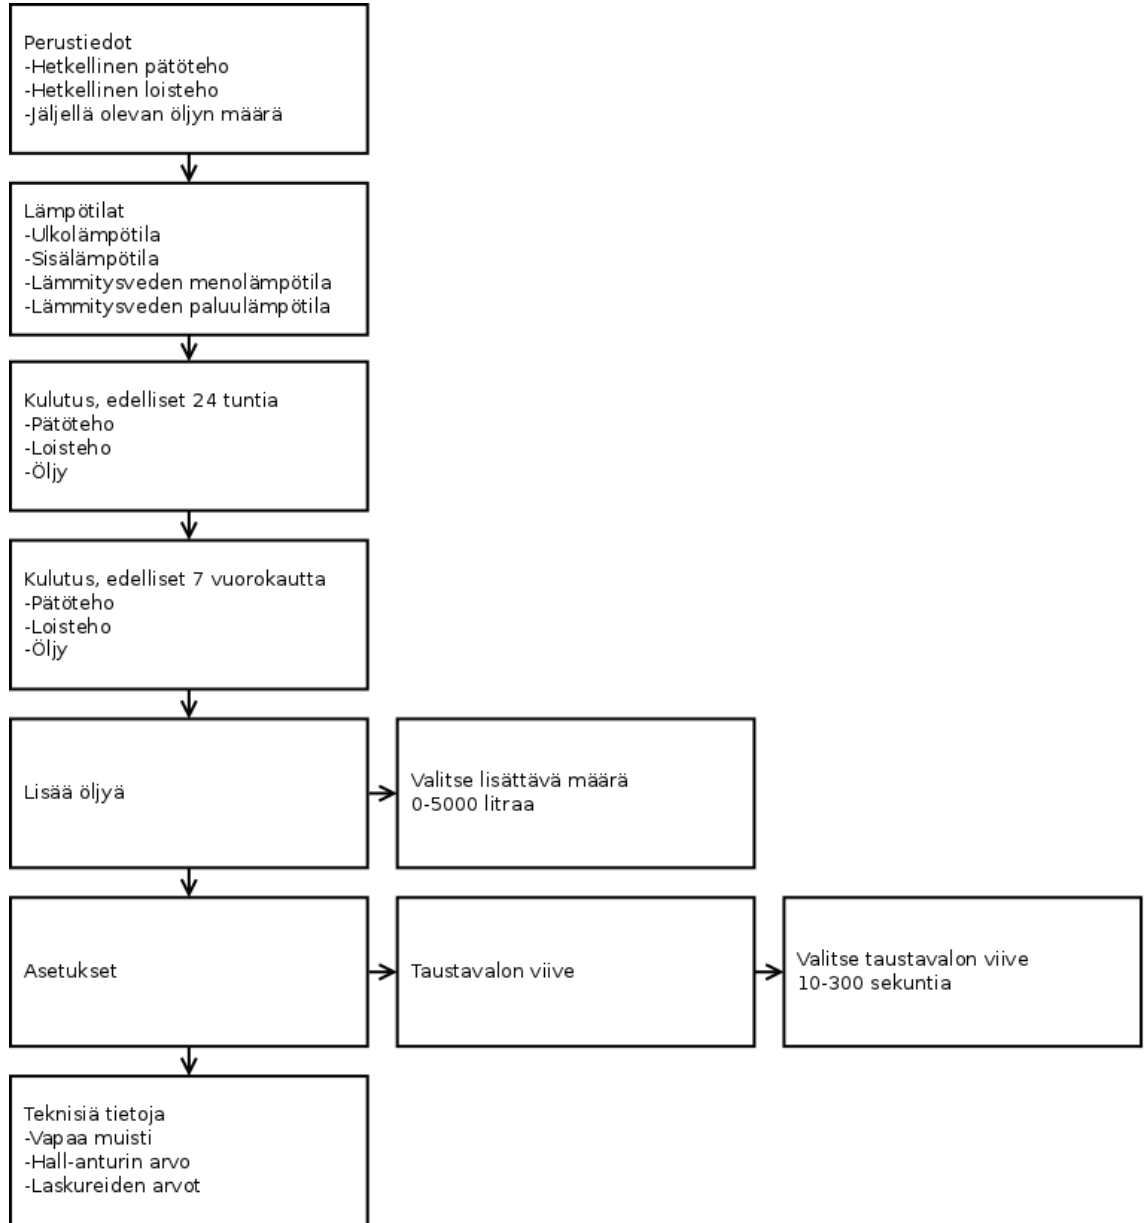 Perustiedot
-Hetkellinen pätöteho
-Hetkellinen loisteho
-Jäljellä olevan öljyn määrä
Lämpötilat
-Ulkolämpötila
-Sisälämpötila
-Lämmitysveden menolämpötila
-Lämmitysveden paluulämpötila
Kulutus, edelliset 24 tuntia
-Pätöteho
-Loisteho
-Öljy
Kulutus, edelliset 7 vuorokautta
-Pätöteho
-Loisteho
-Öljy
Lisää öljyä
Valitse lisättävä määrä
0-5000 litraa
Asetukset
Taustavalon viive
Valitse taustavalon viive
10-300 sekuntia
Teknisiä tietoja
-Vapaa muisti
-Hall-anturin arvo
-Laskureiden arvot